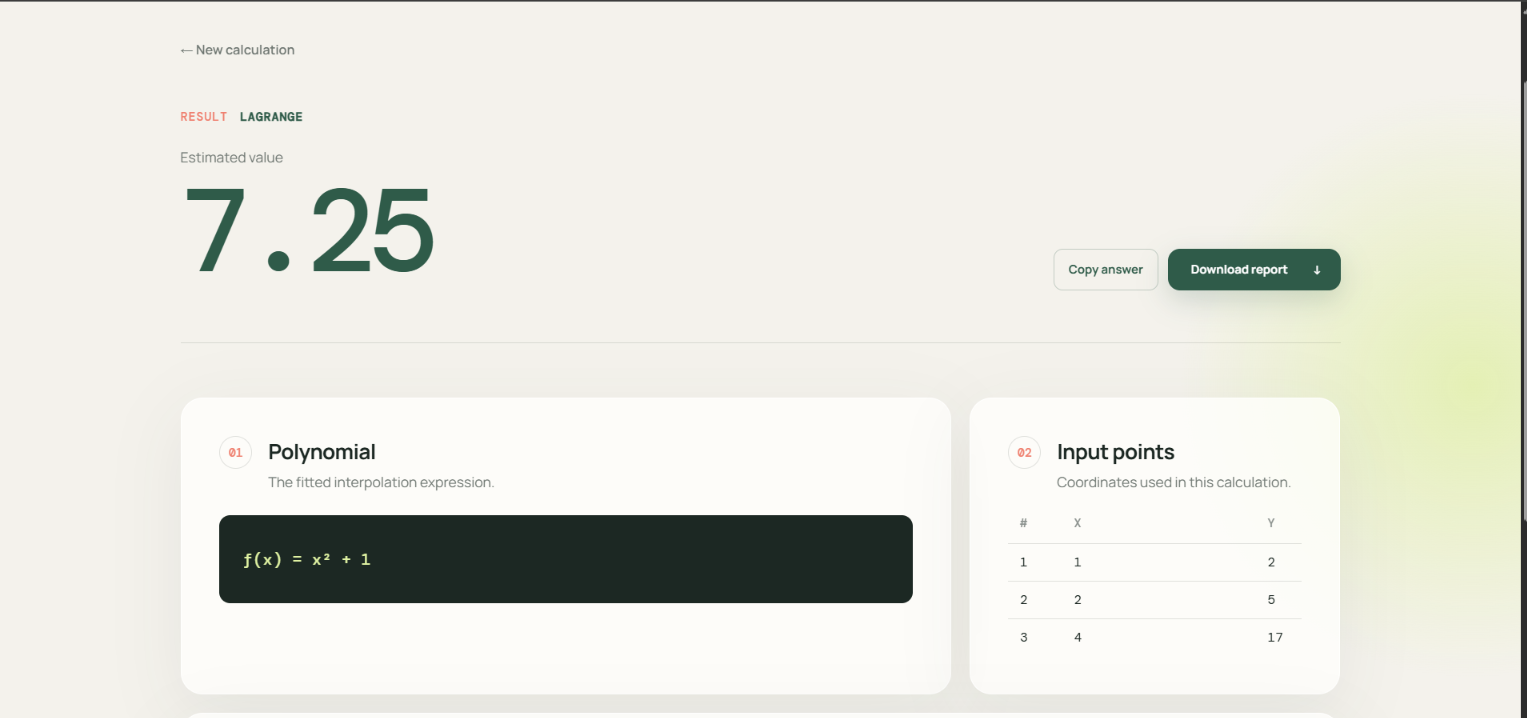 ← New calculation
RESULT LAGRANGE
Estimated value
7.25
Copy answer
Download report ↓
01 Polynomial
The fitted interpolation expression.
ƒ(x) = x² + 1
02 Input points
Coordinates used in this calculation.
# X Y
1 1 2
2 2 5
3 4 17